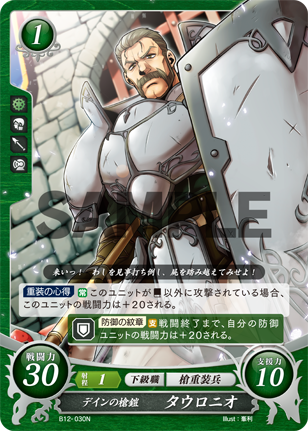 1
SAMPLE
来いっ！ わしを見事打ち倒し、屍を踏み越えてみせよ！
重装の心得 常 このユニットが 以外に攻撃されている場合、
このユニットの戦闘力は＋20される。
防御の紋章 支 戦闘終了まで、自分の防御
ユニットの戦闘力は＋20される。
戦闘力
30
射程 1 下級職 槍重装兵
デインの槍鎧 タウロニオ
支援力
10
B12-030N
Illust：挙利